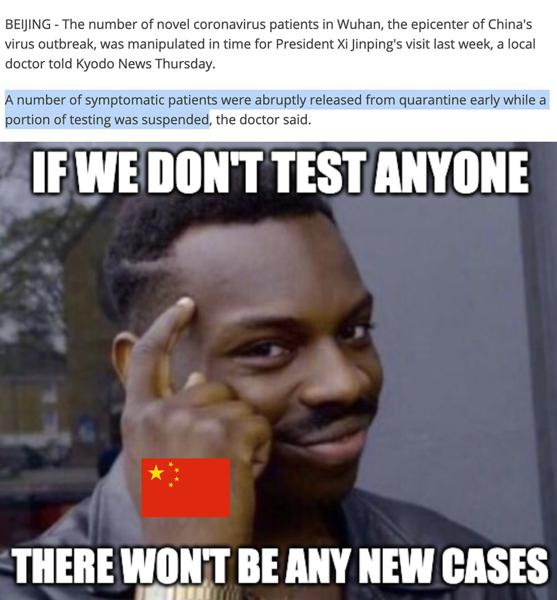 BEIJING - The number of novel coronavirus patients in Wuhan, the epicenter of China's
virus outbreak, was manipulated in time for President Xi Jinping's visit last week, a local
doctor told Kyodo News Thursday.
A number of symptomatic patients were abruptly released from quarantine early while a
portion of testing was suspended, the doctor said.
IF WE DON'T TEST ANYONE
THERE WON'T BE ANY NEW CASES